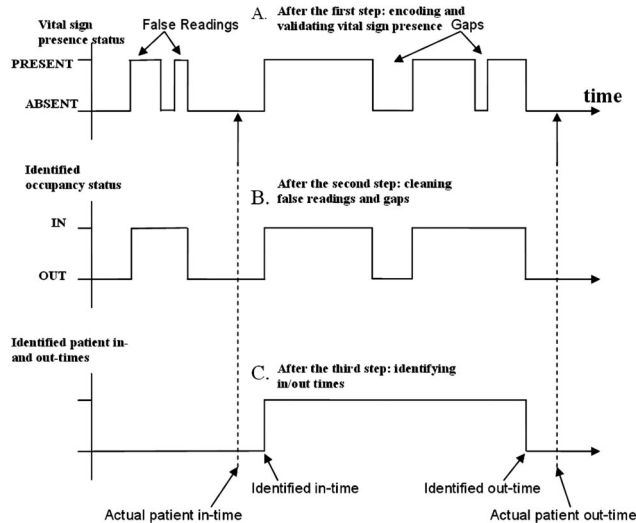 Vital sign
presence status
False Readings
A. After the first step: encoding and
validating vital sign presence
Gaps
PRESENT
ABSENT
time
Identified
occupancy status
B. After the second step: cleaning
false readings and gaps
IN
OUT
Identified patient in-
and out-times
C. After the third step: identifying
in/out times
Identified in-time
Identified out-time
Actual patient in-time
Actual patient out-time